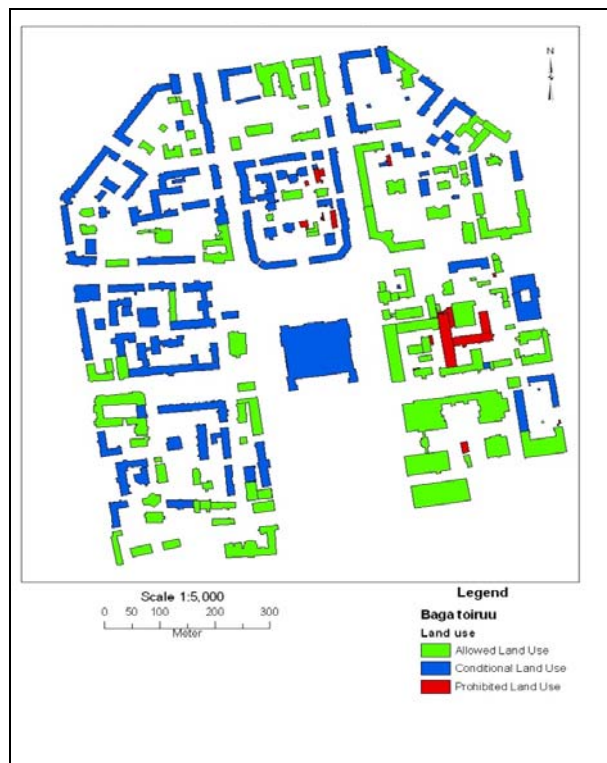 N
Scale 1:5,000
0 50 100 200 300
Meter
Legend
Baga toiruu
Land use
Allowed Land Use
Conditional Land Use
Prohibited Land Use